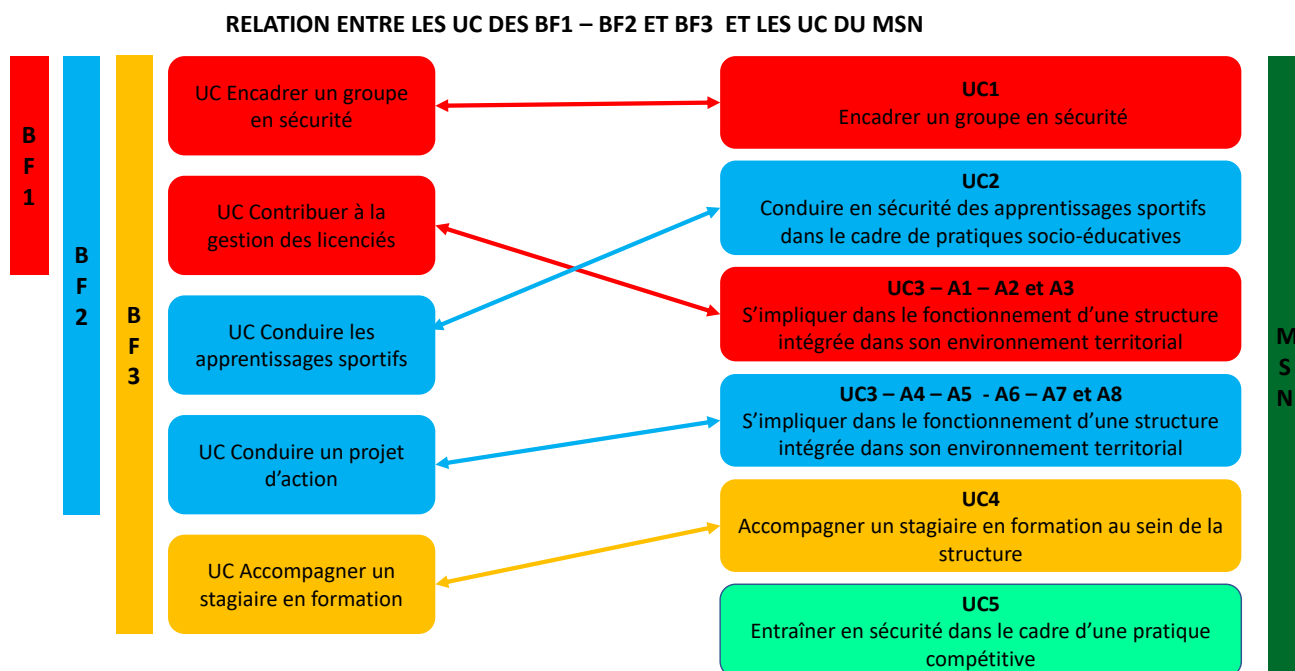 RELATION ENTRE LES UC DES BF1 – BF2 ET BF3 ET LES UC DU MSN
B
F
1
B
F
2
B
F
3
UC Encadrer un groupe
en sécurité
UC Contribuer à la
gestion des licenciés
UC Conduire les
apprentissages sportifs
UC Conduire un projet
d'action
UC Accompagner un
stagiaire en formation
UC1
Encadrer un groupe en sécurité
UC2
Conduire en sécurité des apprentissages sportifs
dans le cadre de pratiques socio-éducatives
UC3 – A1 – A2 et A3
S'impliquer dans le fonctionnement d'une structure
intégrée dans son environnement territorial
UC3 – A4 – A5 - A6 – A7 et A8
S'impliquer dans le fonctionnement d'une structure
intégrée dans son environnement territorial
UC4
Accompagner un stagiaire en formation au sein de la
structure
UC5
Entraîner en sécurité dans le cadre d'une pratique
compétitive
M
S
N